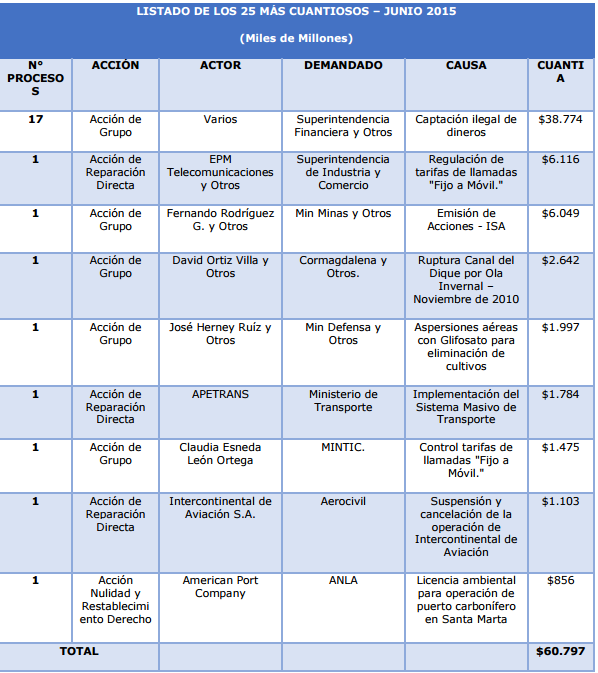 LISTADO DE LOS 25 MÁS CUANTIOSOS – JUNIO 2015
(Miles de Millones)
N°
PROCESO
S
ACCIÓN
ACTOR
DEMANDADO
CAUSA
CUANTI
A
17
Acción de
Grupo
Varios
Superintendencia
Financiera y Otros
Captación ilegal de
dineros
$38.774
1
Acción de
Reparación
Directa
EPM
Telecomunicaciones
y Otros
Superintendencia
de Industria y
Comercio
Regulación de
tarifas de llamadas
"Fijo a Móvil."
$6.116
1
Acción de
Grupo
Fernando Rodríguez
G. y Otros
Min Minas y Otros
Emisión de
Acciones - ISA
$6.049
1
Acción de
Grupo
David Ortiz Villa y
Otros
Cormagdalena y
Otros.
Ruptura Canal del
Dique por Ola
Invernal –
Noviembre de 2010
$2.642
1
Acción de
Grupo
José Herney Ruíz y
Otros
Min Defensa y
Otros
Aspersiones aéreas
con Glifosato para
eliminación de
cultivos
$1.997
1
Acción de
Reparación
Directa
APETRANS
Ministerio de
Transporte
Implementación del
Sistema Masivo de
Transporte
$1.784
1
Acción de
Grupo
Claudia Esneda
León Ortega
MINTIC.
Control tarifas de
llamadas "Fijo a
Móvil."
$1.475
1
Acción de
Reparación
Directa
Intercontinental de
Aviación S.A.
Aerocivil
Suspensión y
cancelación de la
operación de
Intercontinental de
Aviación
$1.103
1
Acción
Nulidad y
Restablecimi
ento Derecho
American Port
Company
ANLA
Licencia ambiental
para operación de
puerto carbonífero
en Santa Marta
$856
TOTAL
$60.797